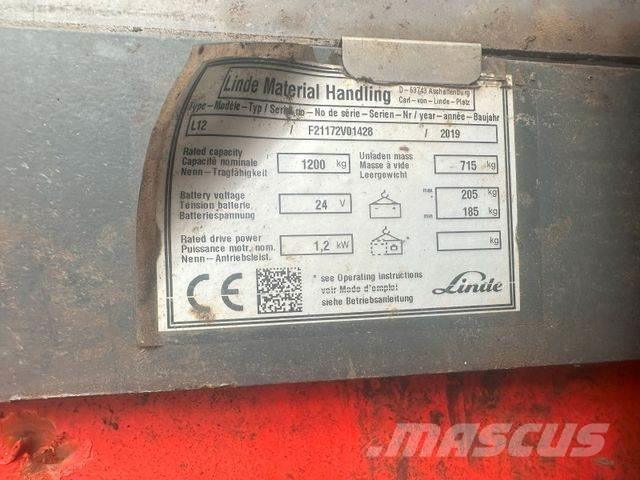 Linde Material Handling
D-63743 Aschaffenburg
Carl-von-Linde-Platz
Type-Modèle-Typ / Serial no-No de série-Serien-Nr / year-année-Baujahr
L12 / F21172V01428 / 2019
Rated capacity
Capacité nominale
Nenn-Tragfähigkeit
1200 kg
Unladen mass
Masse à vide
Leergewicht
715 kg
Battery voltage
Tension batterie
Batteriespannung
24 V
max 205 kg
min 185 kg
Rated drive power
Puissance motr. nom.
Nenn-Antriebsleist.
1,2 kW
* kg
CE
* see Operating instructions
voir Mode d'emploi
siehe Betriebsanleitung
Linde
MASCUS